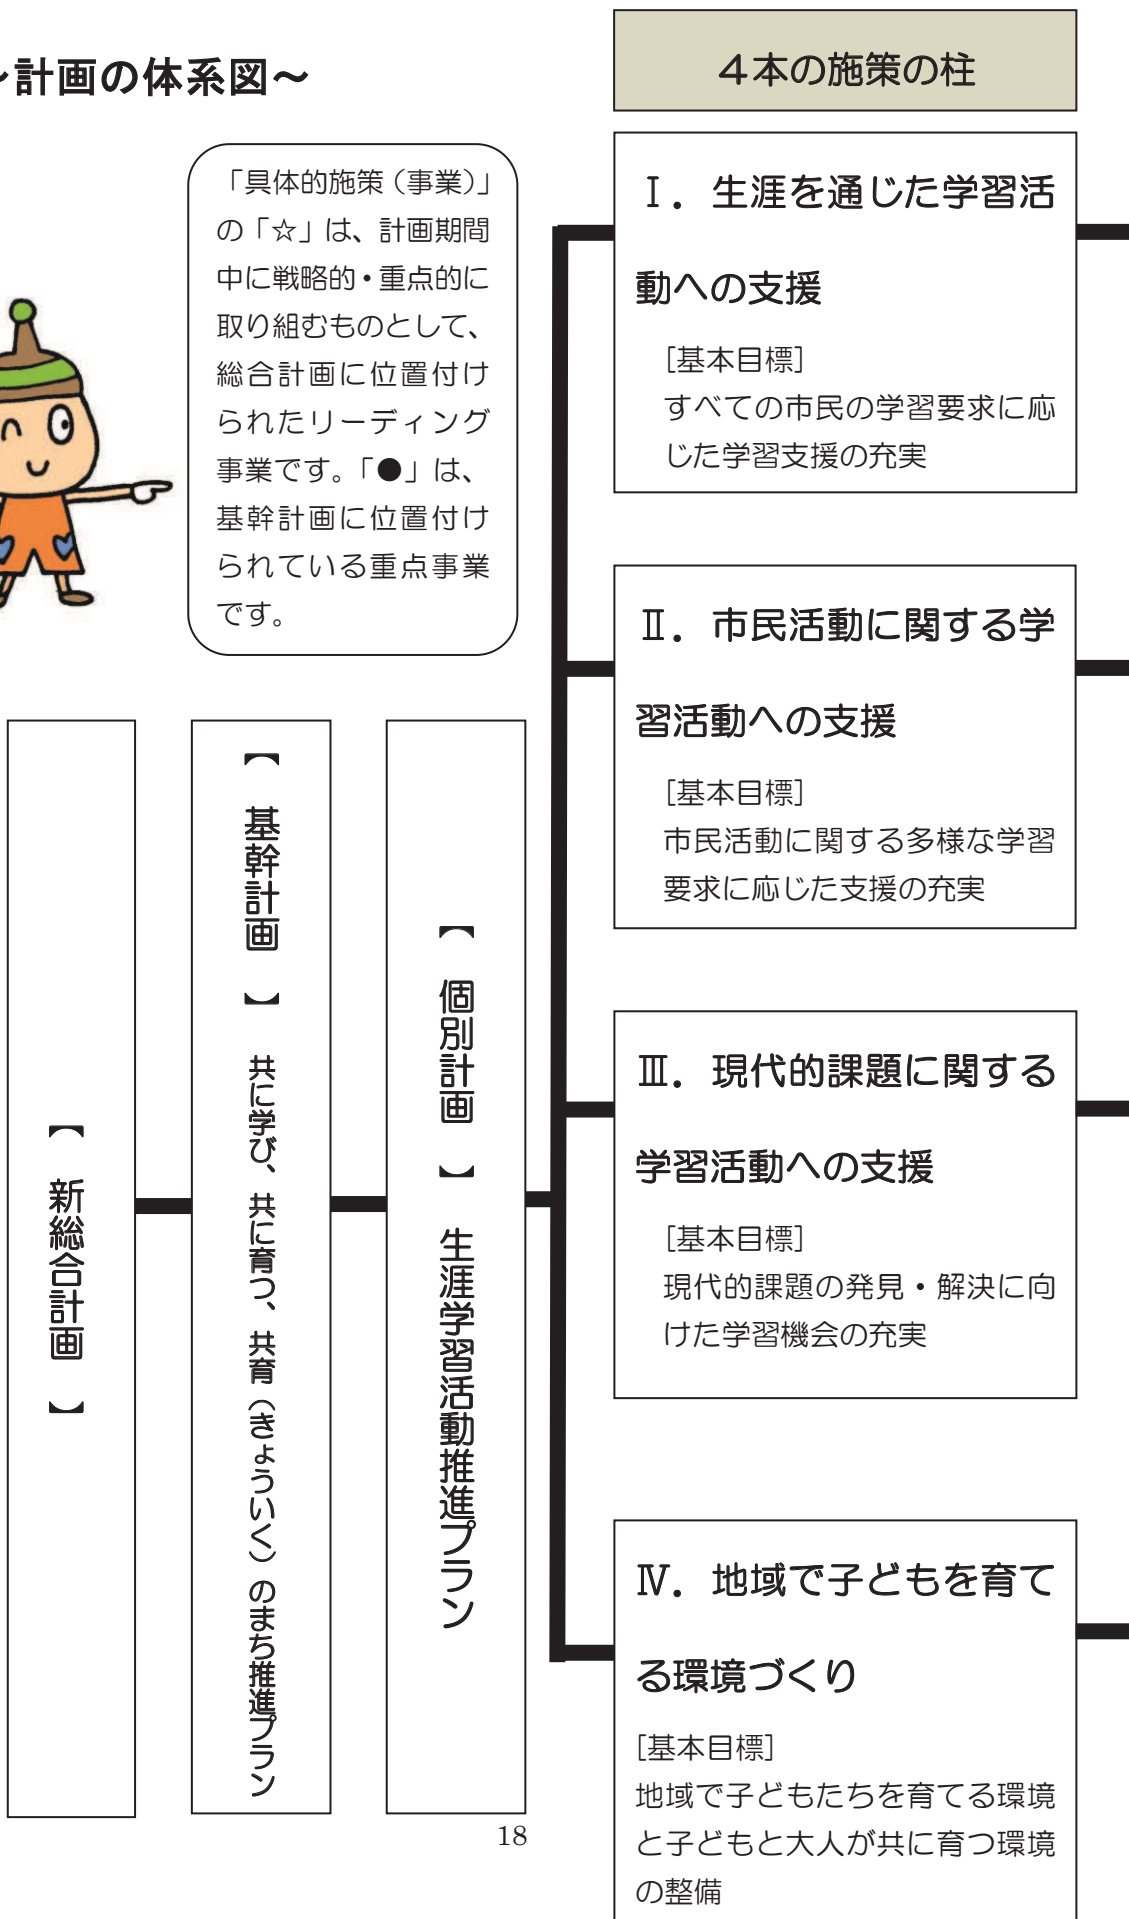 ～計画の体系図～
「具体的施策（事業）」
の「☆」は、計画期間
中に戦略的・重点的に
取り組むものとして、
総合計画に位置付け
られたリーディング
事業です。「●」は、
基幹計画に位置付け
られている重点事業
です。
【 新総合計画 】
【 基幹計画 】 共に学び、共に育つ、共育（きょういく）のまち推進プラン
【 個別計画 】 生涯学習活動推進プラン
４本の施策の柱
Ⅰ．生涯を通じた学習活
動への支援
［基本目標］
すべての市民の学習要求に応
じた学習支援の充実
Ⅱ．市民活動に関する学
習活動への支援
［基本目標］
市民活動に関する多様な学習
要求に応じた支援の充実
Ⅲ．現代的課題に関する
学習活動への支援
［基本目標］
現代的課題の発見・解決に向
けた学習機会の充実
Ⅳ．地域で子どもを育て
る環境づくり
［基本目標］
地域で子どもたちを育てる環境
と子どもと大人が共に育つ環境
の整備
18